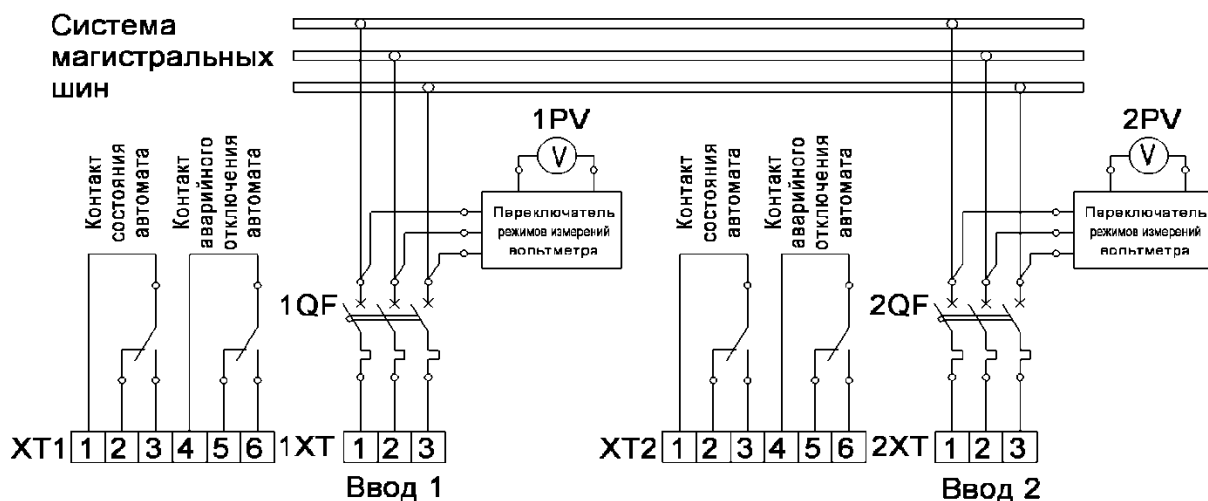 Система
магистральных
шин
1PV
V
2PV
V
Контакт
состояния
автомата
Контакт
аварийного
отключения
автомата
Переключатель
режимов измерений
вольтметра
Контакт
состояния
автомата
Контакт
аварийного
отключения
автомата
Переключатель
режимов измерений
вольтметра
1QF
2QF
XT1 1 2 3 4 5 6
1XT 1 2 3
XT2 1 2 3 4 5 6
2XT 1 2 3
Ввод 1
Ввод 2